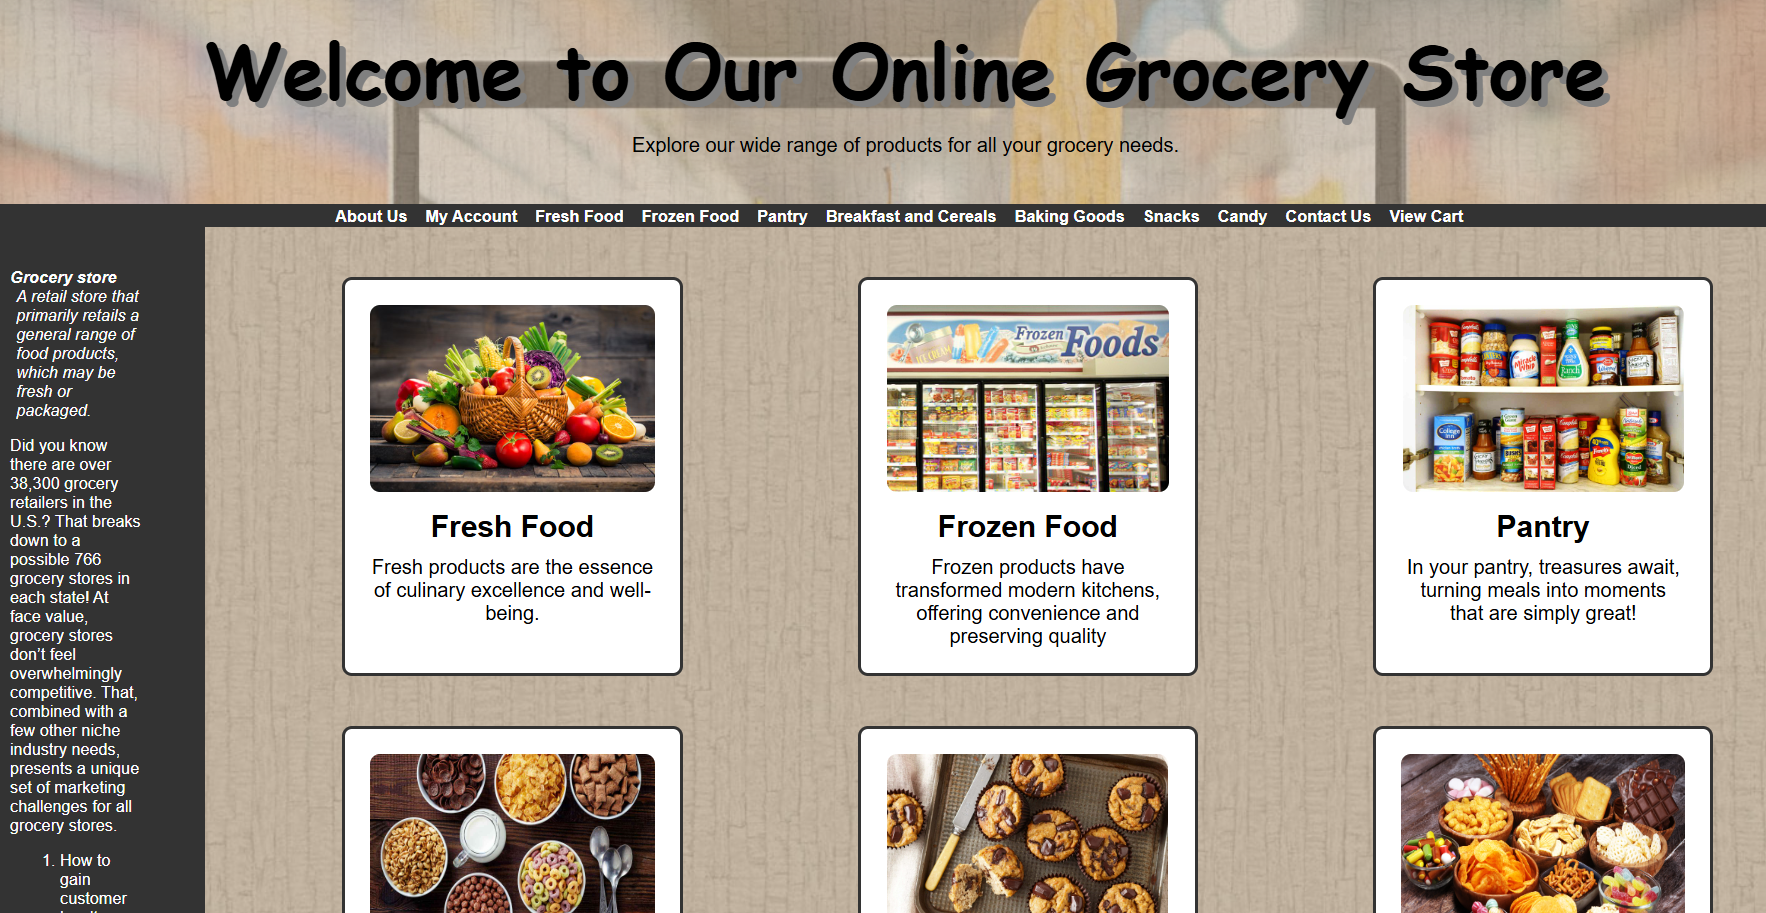 Welcome to Our Online Grocery Store
Explore our wide range of products for all your grocery needs.
About Us My Account Fresh Food Frozen Food Pantry Breakfast and Cereals Baking Goods Snacks Candy Contact Us View Cart
Grocery store
A retail store that
primarily retails a
general range of
food products,
which may be
fresh or
packaged.
Did you know
there are over
38,300 grocery
retailers in the
U.S.? That breaks
down to a
possible 766
grocery stores in
each state! At
face value,
grocery stores
don’t feel
overwhelmingly
competitive. That,
combined with a
few other niche
industry needs,
presents a unique
set of marketing
challenges for all
grocery stores.
1. How to
gain
customer
Fresh Food
Fresh products are the essence
of culinary excellence and well-
being.
ICE CREAM
Frozen
Foods
Frozen Food
Frozen products have
transformed modern kitchens,
offering convenience and
preserving quality
Miracle
Whip
Ranch
College
Inn
BUSH'S
Pantry
In your pantry, treasures await,
turning meals into moments
that are simply great!